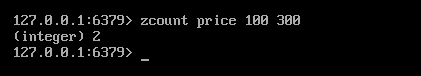 127.0.0.1:6379> zcount price 100 300
(integer) 2
127.0.0.1:6379> _